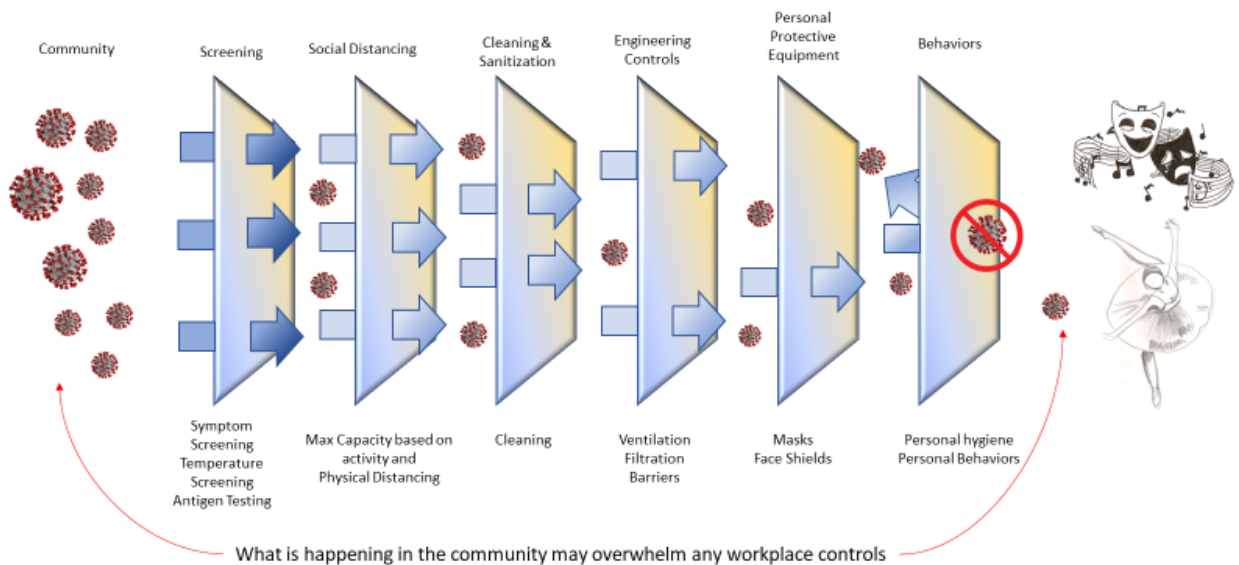 Community
Screening
Social Distancing
Cleaning &
Sanitization
Engineering
Controls
Personal
Protective
Equipment
Behaviors
Symptom
Screening
Temperature
Screening
Antigen Testing
Max Capacity based on
activity and
Physical Distancing
Cleaning
Ventilation
Filtration
Barriers
Masks
Face Shields
Personal hygiene
Personal Behaviors
What is happening in the community may overwhelm any workplace controls